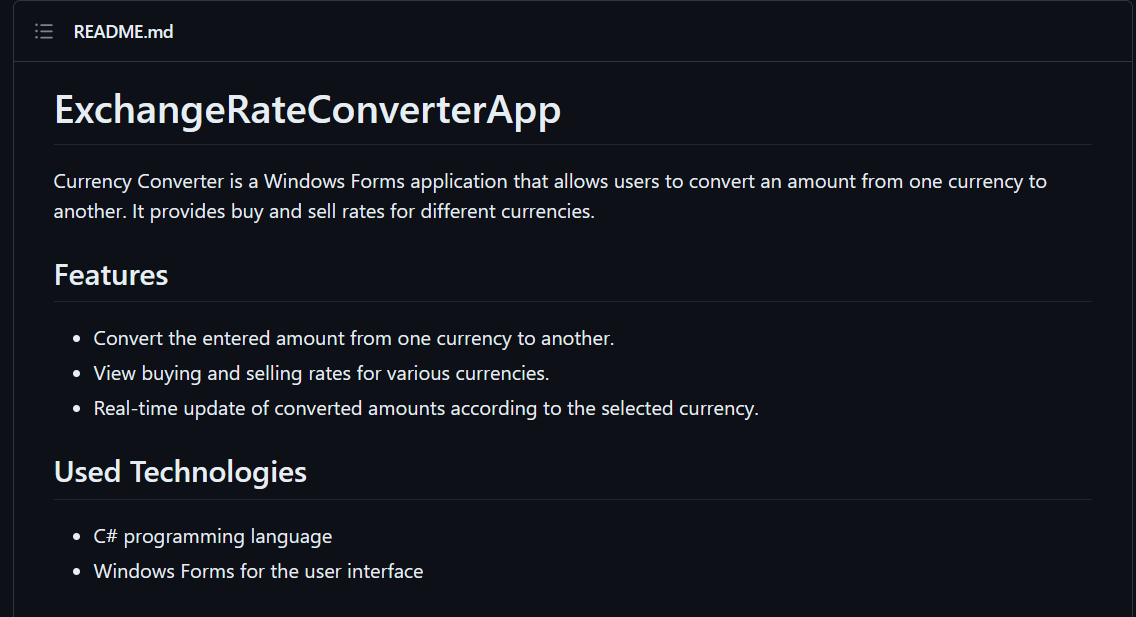 README.md
ExchangeRateConverterApp
Currency Converter is a Windows Forms application that allows users to convert an amount from one currency to
another. It provides buy and sell rates for different currencies.
Features
Convert the entered amount from one currency to another.
View buying and selling rates for various currencies.
Real-time update of converted amounts according to the selected currency.
Used Technologies
C# programming language
Windows Forms for the user interface